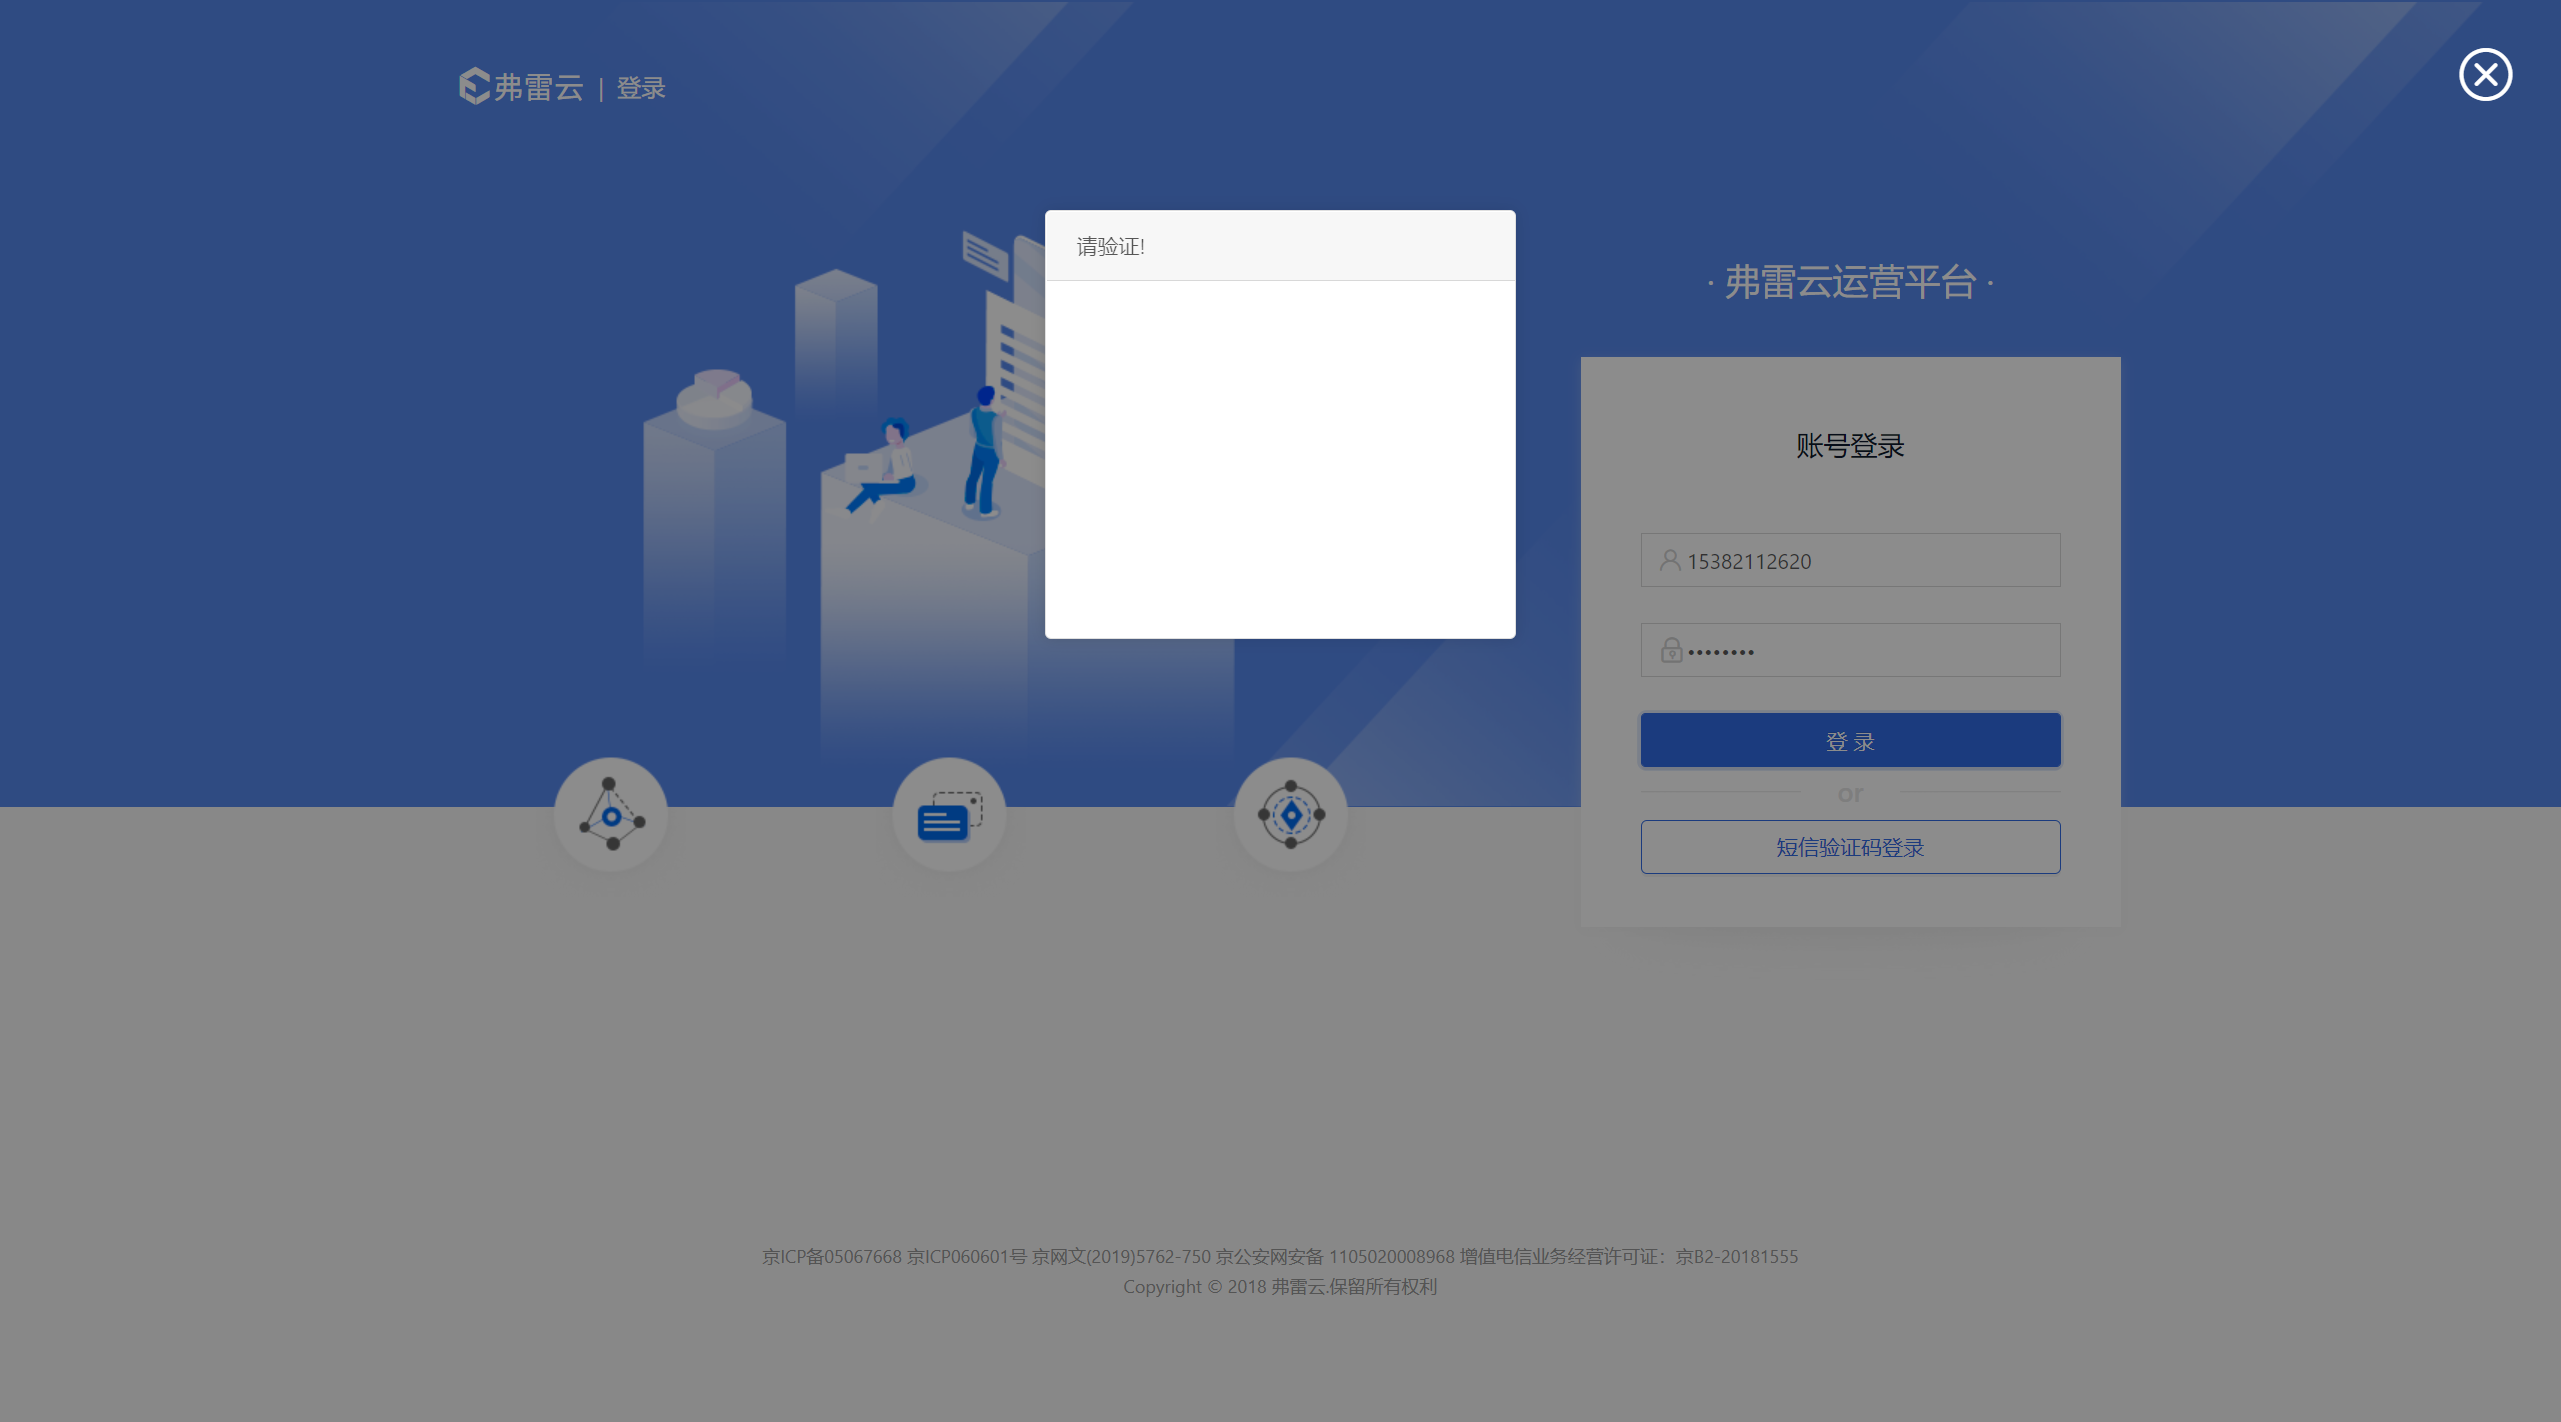 弗雷云 | 登录
请验证!
· 弗雷云运营平台 ·
账号登录
15382112620
••••••••
登 录
or
短信验证码登录
京ICP备05067668 京ICP060601号 京网文(2019)5762-750 京公安网安备 1105020008968 增值电信业务经营许可证：京B2-20181555
Copyright © 2018 弗雷云.保留所有权利